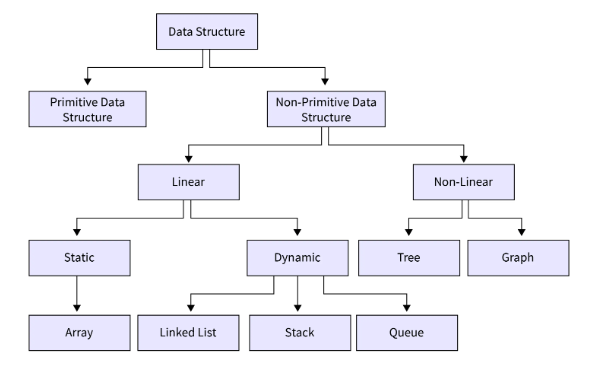 Data Structure
Primitive Data
Structure
Non-Primitive Data
Structure
Linear
Non-Linear
Static
Dynamic
Tree
Graph
Array
Linked List
Stack
Queue